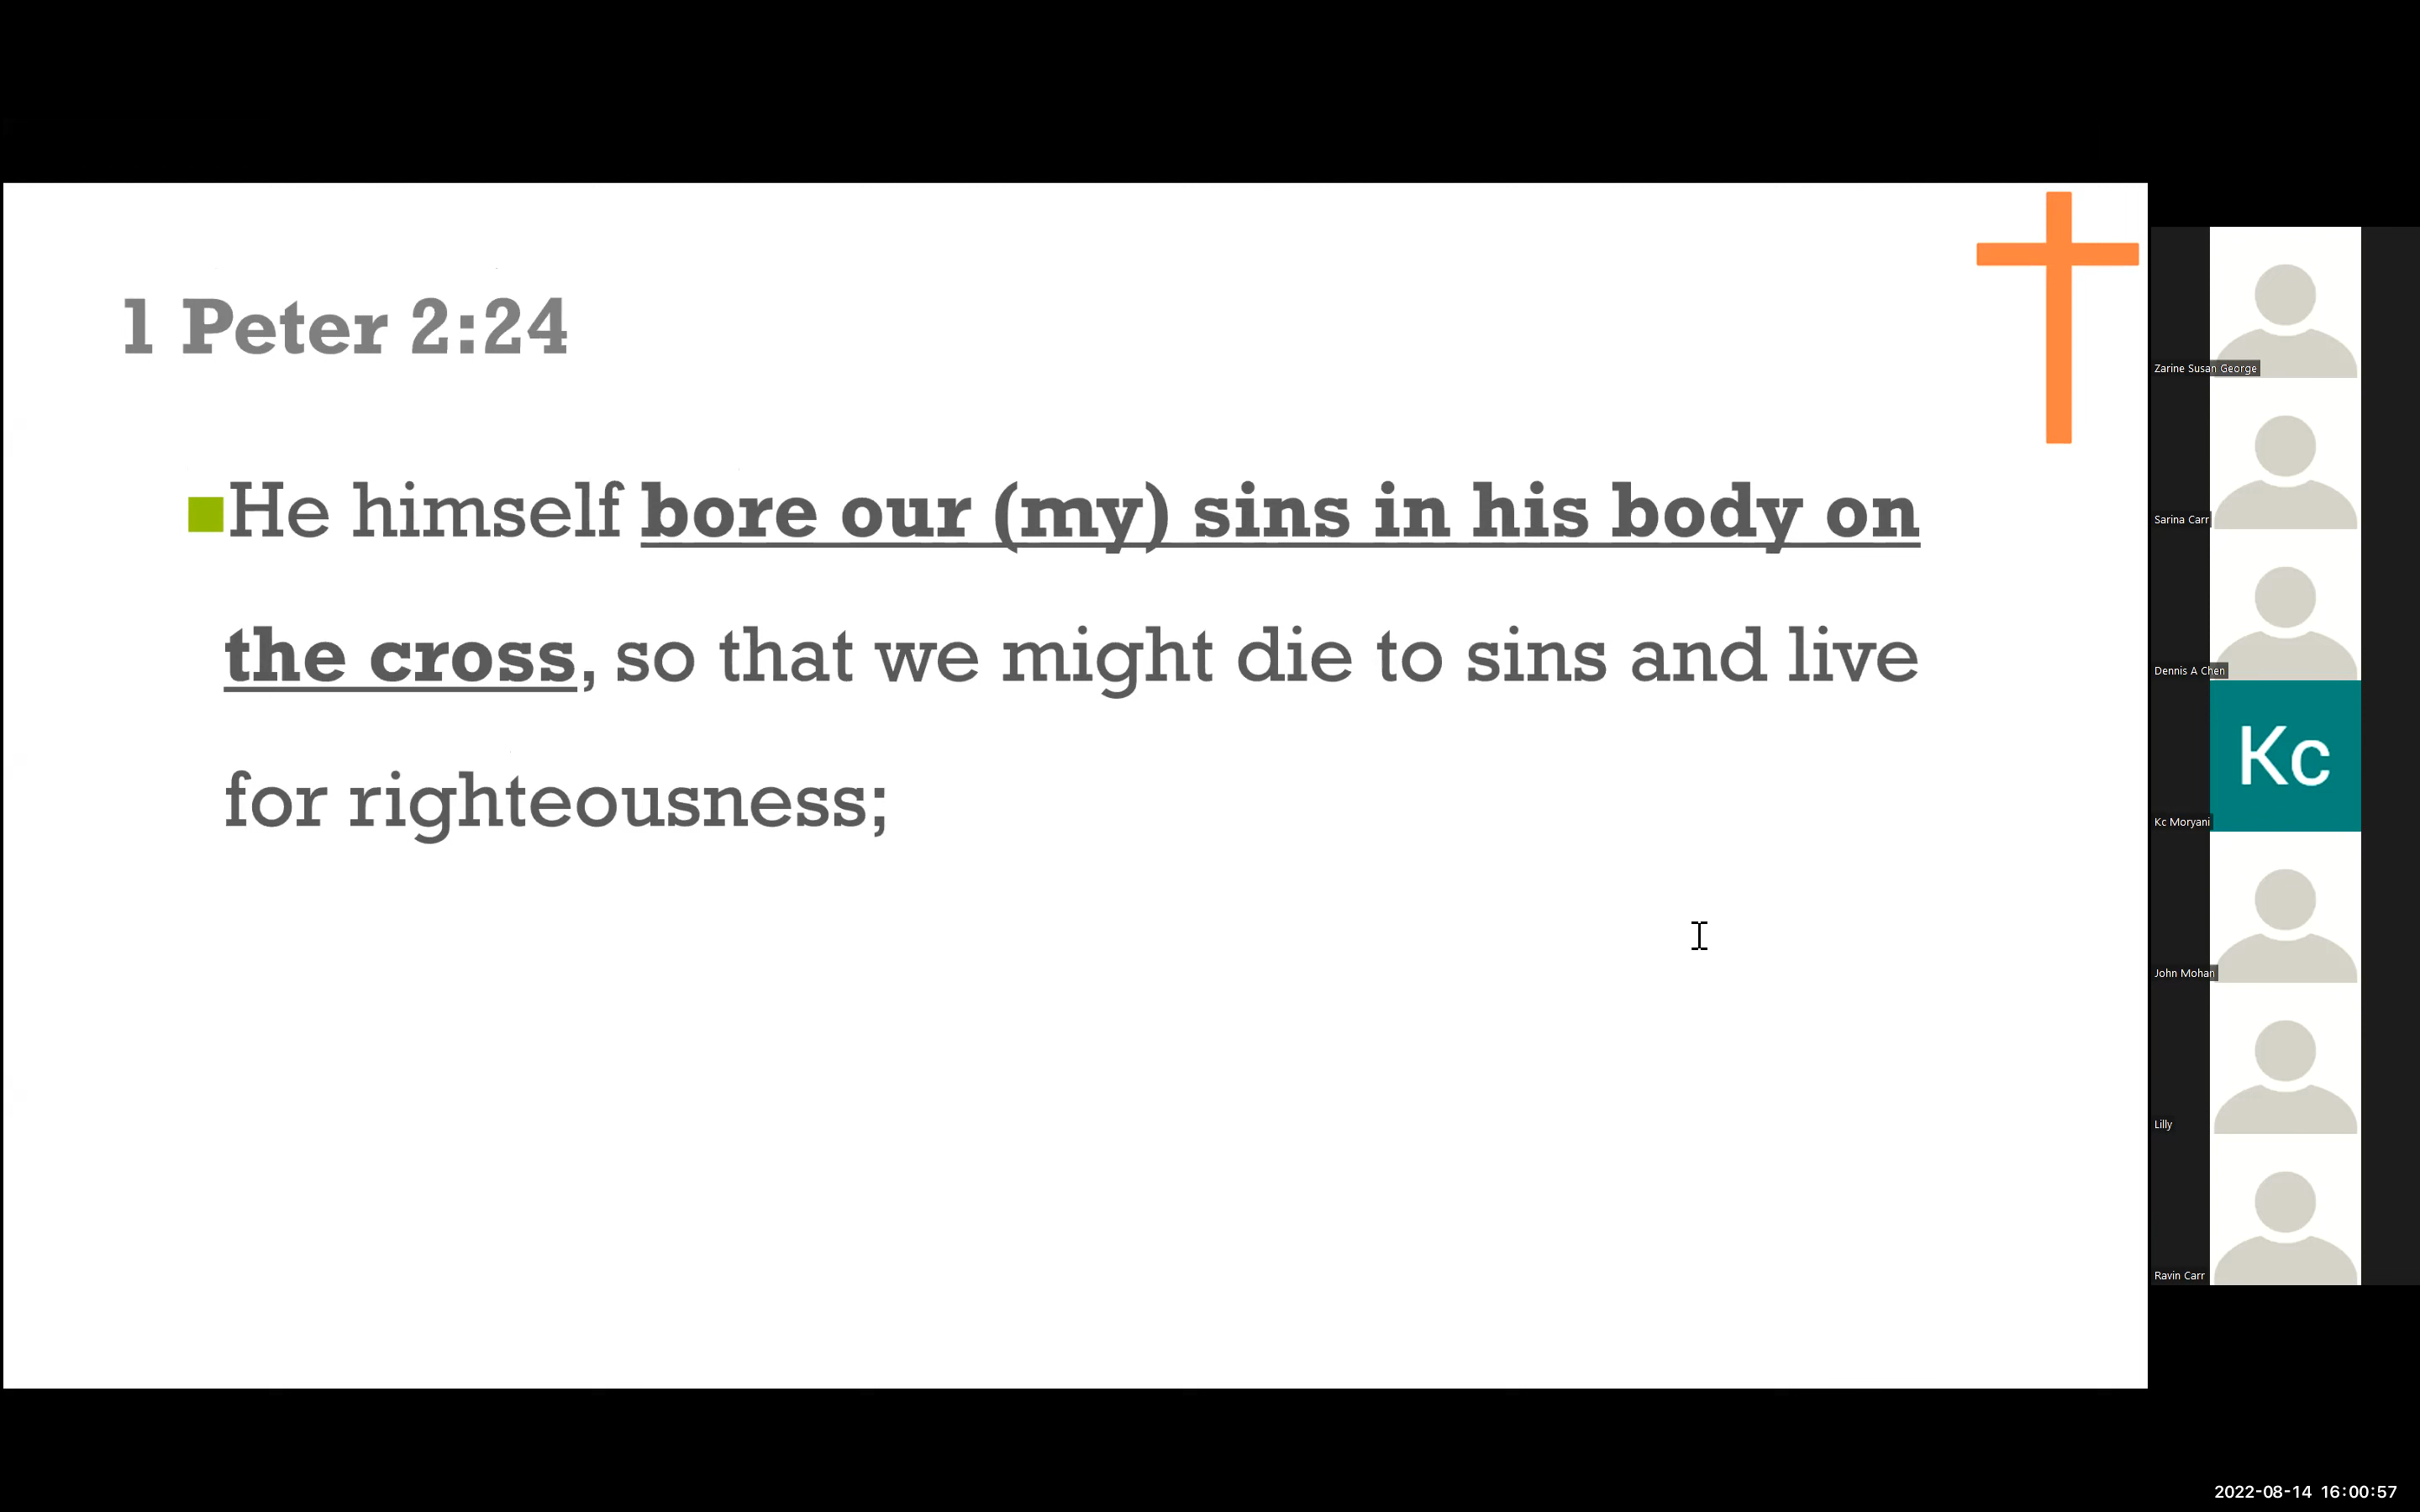 1 Peter 2:24
He himself bore our (my) sins in his body on
the cross, so that we might die to sins and live
for righteousness;
Zarine Susan George
Sarina Carr
Dennis A Chen
Kc
Kc Moryani
John Mohan
Lilly
Ravin Carr
2022-08-14 16:00:57